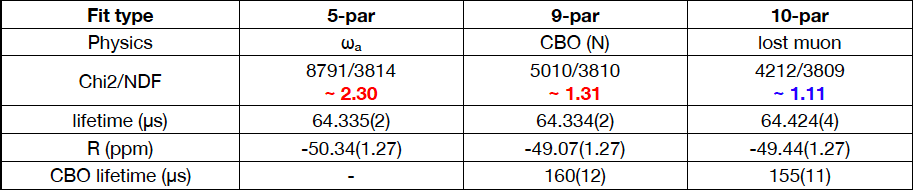 Fit type 5-par 9-par 10-par
Physics ωa CBO (N) lost muon
Chi2/NDF 8791/3814 5010/3810 4212/3809
~ 2.30 ~ 1.31 ~ 1.11
lifetime (µs) 64.335(2) 64.334(2) 64.424(4)
R (ppm) -50.34(1.27) -49.07(1.27) -49.44(1.27)
CBO lifetime (µs) - 160(12) 155(11)